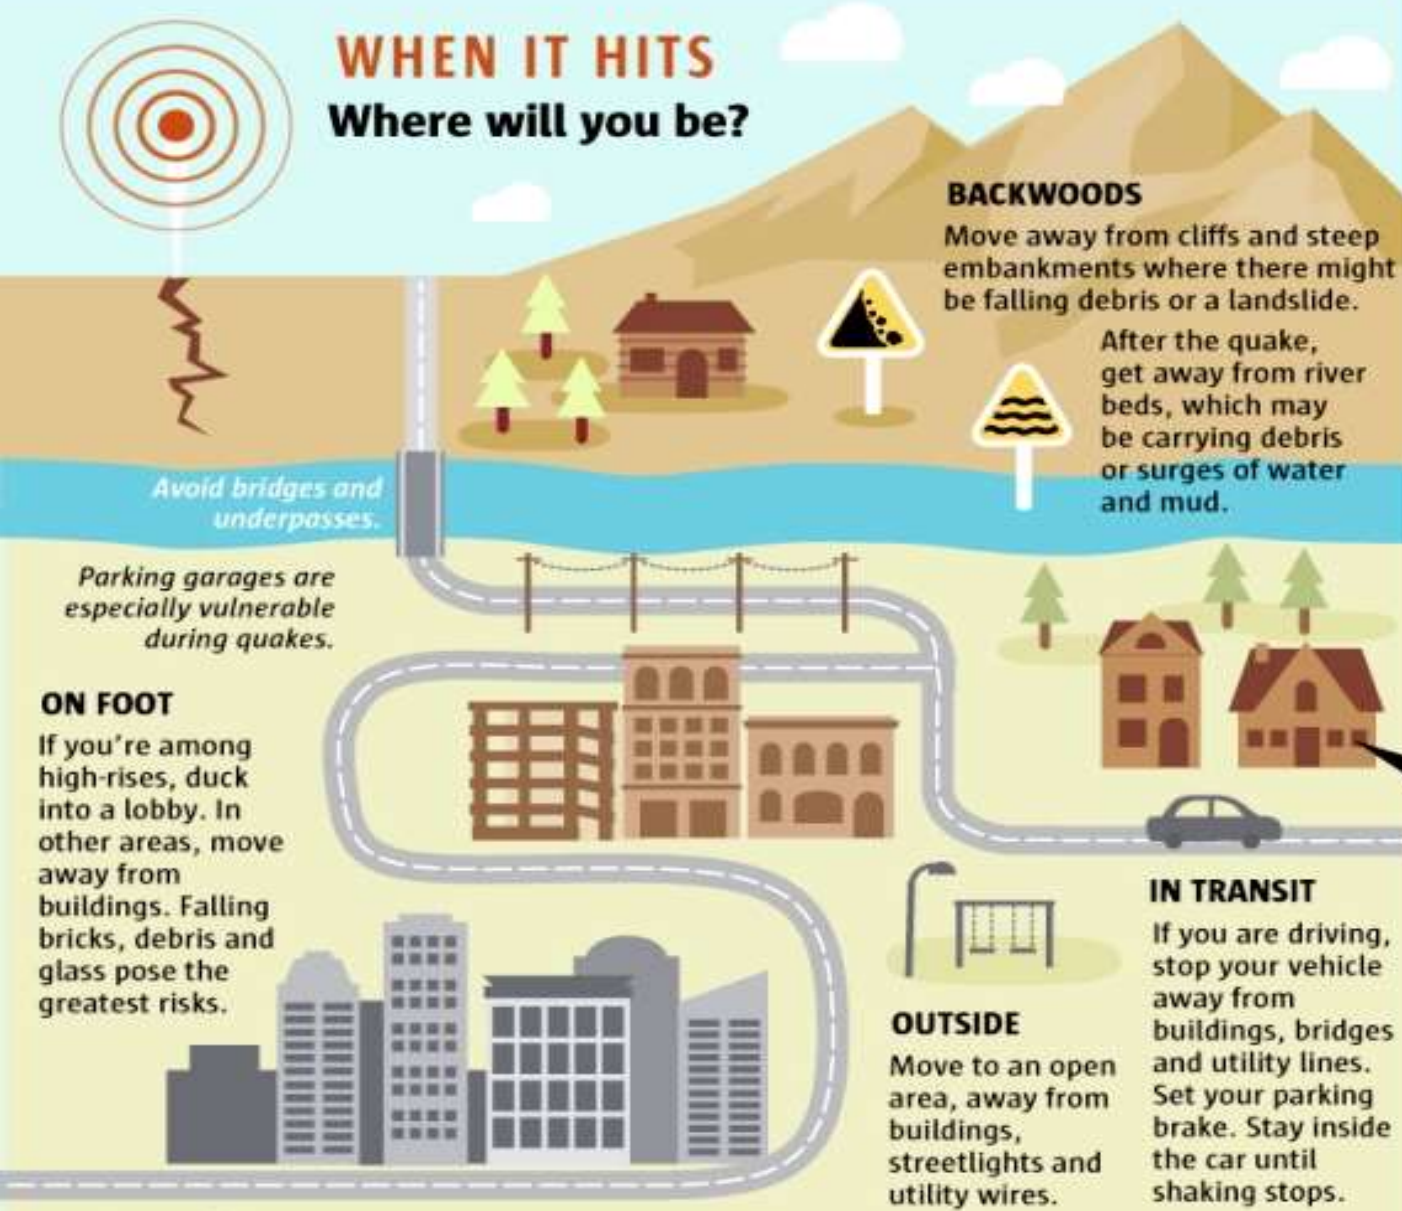 WHEN IT HITS
Where will you be?
BACKWOODS
Move away from cliffs and steep
embankments where there might
be falling debris or a landslide.
After the quake,
get away from river
beds, which may
be carrying debris
or surges of water
and mud.
Avoid bridges and
underpasses.
Parking garages are
especially vulnerable
during quakes.
ON FOOT
If you're among
high-rises, duck
into a lobby. In
other areas, move
away from
buildings. Falling
bricks, debris and
glass pose the
greatest risks.
OUTSIDE
Move to an open
area, away from
buildings,
streetlights and
utility wires.
IN TRANSIT
If you are driving,
stop your vehicle
away from
buildings, bridges
and utility lines.
Set your parking
brake. Stay inside
the car until
shaking stops.